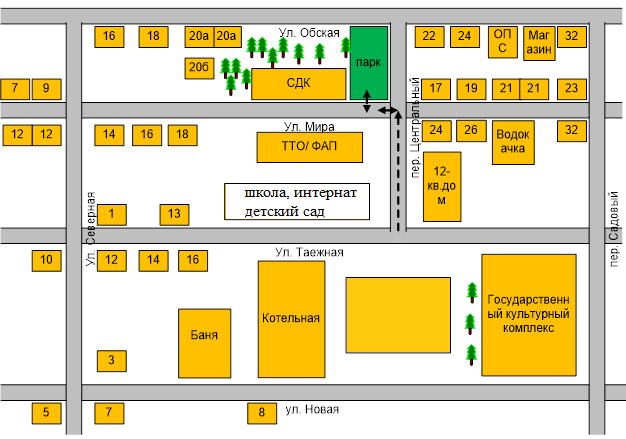 Ул. Обская
16
18
20а
20а
22
24
ОП
С
Маг
азин
32
20б
парк
7
9
СДК
17
19
21
21
23
Ул. Мира
пер. Центральный
12
12
14
16
18
ТТО/ ФАП
24
26
Водок
ачка
32
12-
кв.до
м
школа, интернат
детский сад
1
13
Ул. Северная
пер. Садовый
Ул. Таежная
10
12
14
16
Котельная
Государственн
ый культурный
комплекс
Баня
3
5
7
8
ул. Новая